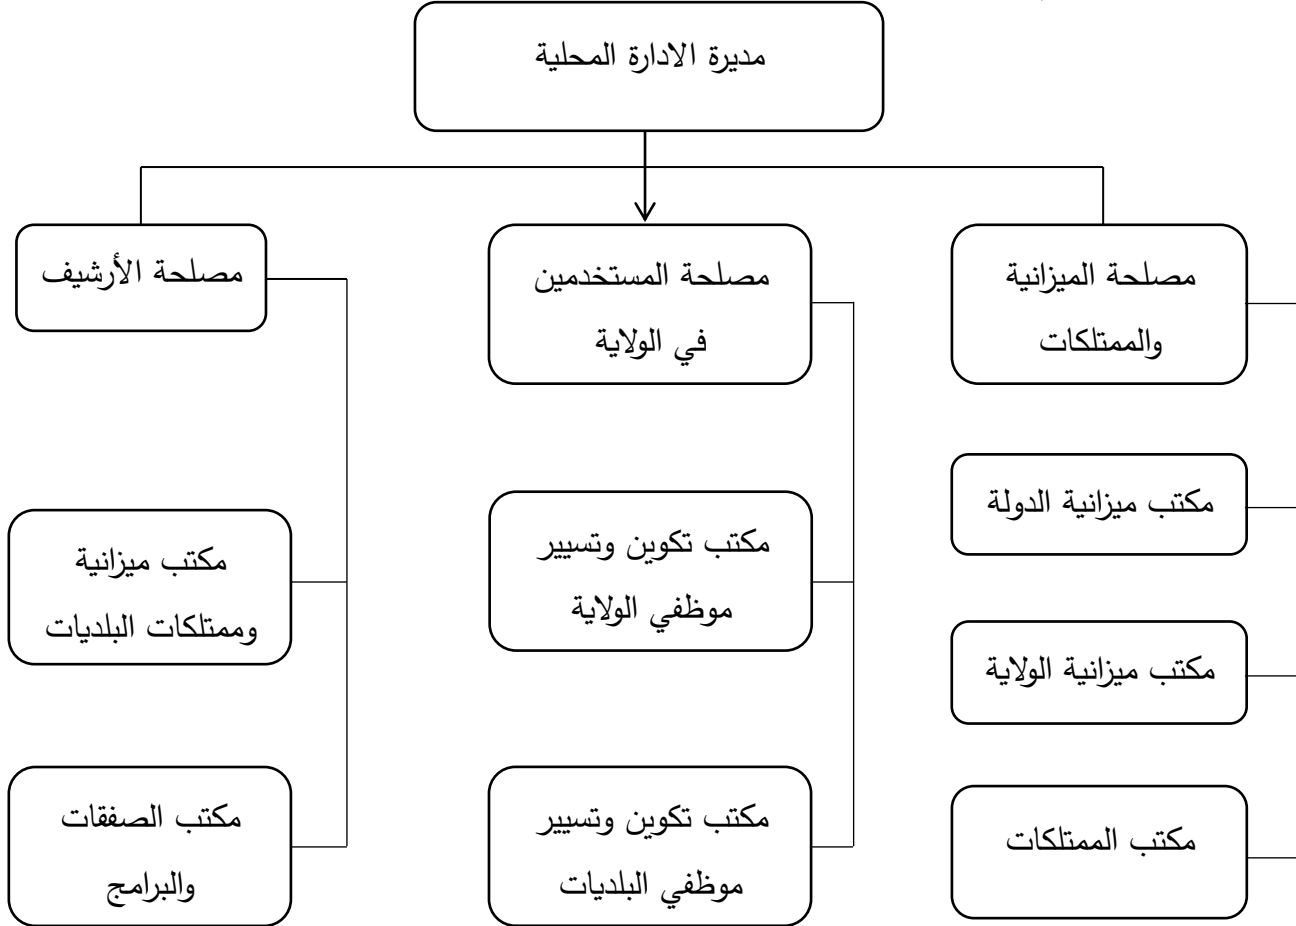 مديرة الادارة المحلية
مصلحة الميزانية
والممتلكات
مصلحة المستخدمين
في الولاية
مصلحة الأرشيف
مكتب ميزانية الدولة
مكتب تكوين وتسيير
موظفي الولاية
مكتب ميزانية
وممتلكات البلديات
مكتب ميزانية الولاية
مكتب الممتلكات
مكتب تكوين وتسيير
موظفي البلديات
مكتب الصفقات
والبرامج